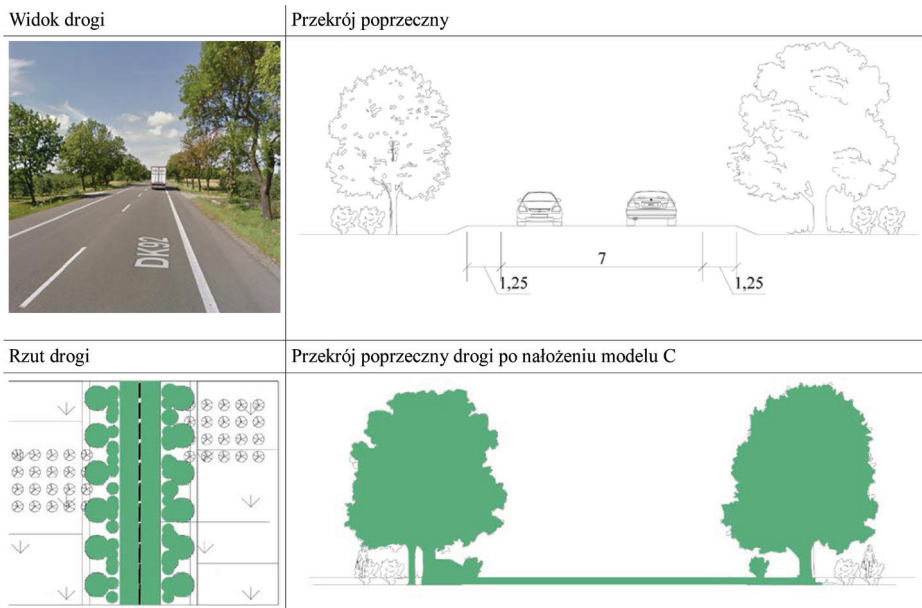 Widok drogi
Przekrój poprzeczny
DK92
7
1,25
1,25
Rzut drogi
Przekrój poprzeczny drogi po nałożeniu modelu C